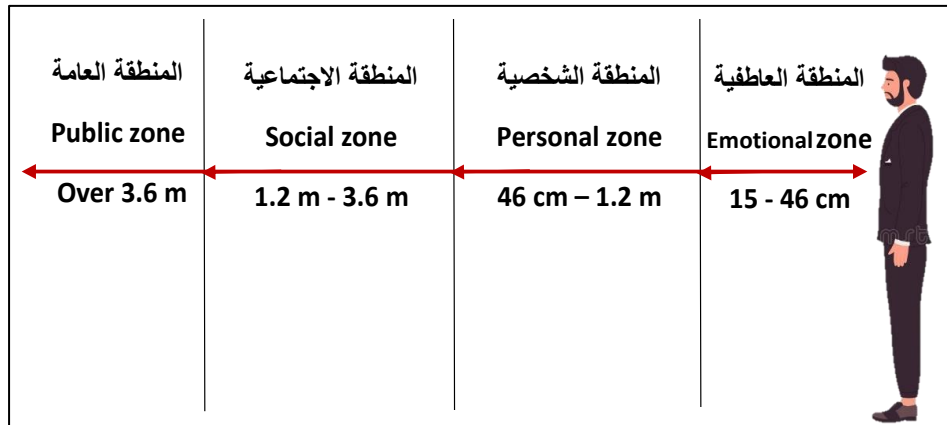 المنطقة العامة
Public zone
Over 3.6 m
المنطقة الاجتماعية
Social zone
1.2 m - 3.6 m
المنطقة الشخصية
Personal zone
46 cm – 1.2 m
المنطقة العاطفية
Emotional zone
15 - 46 cm